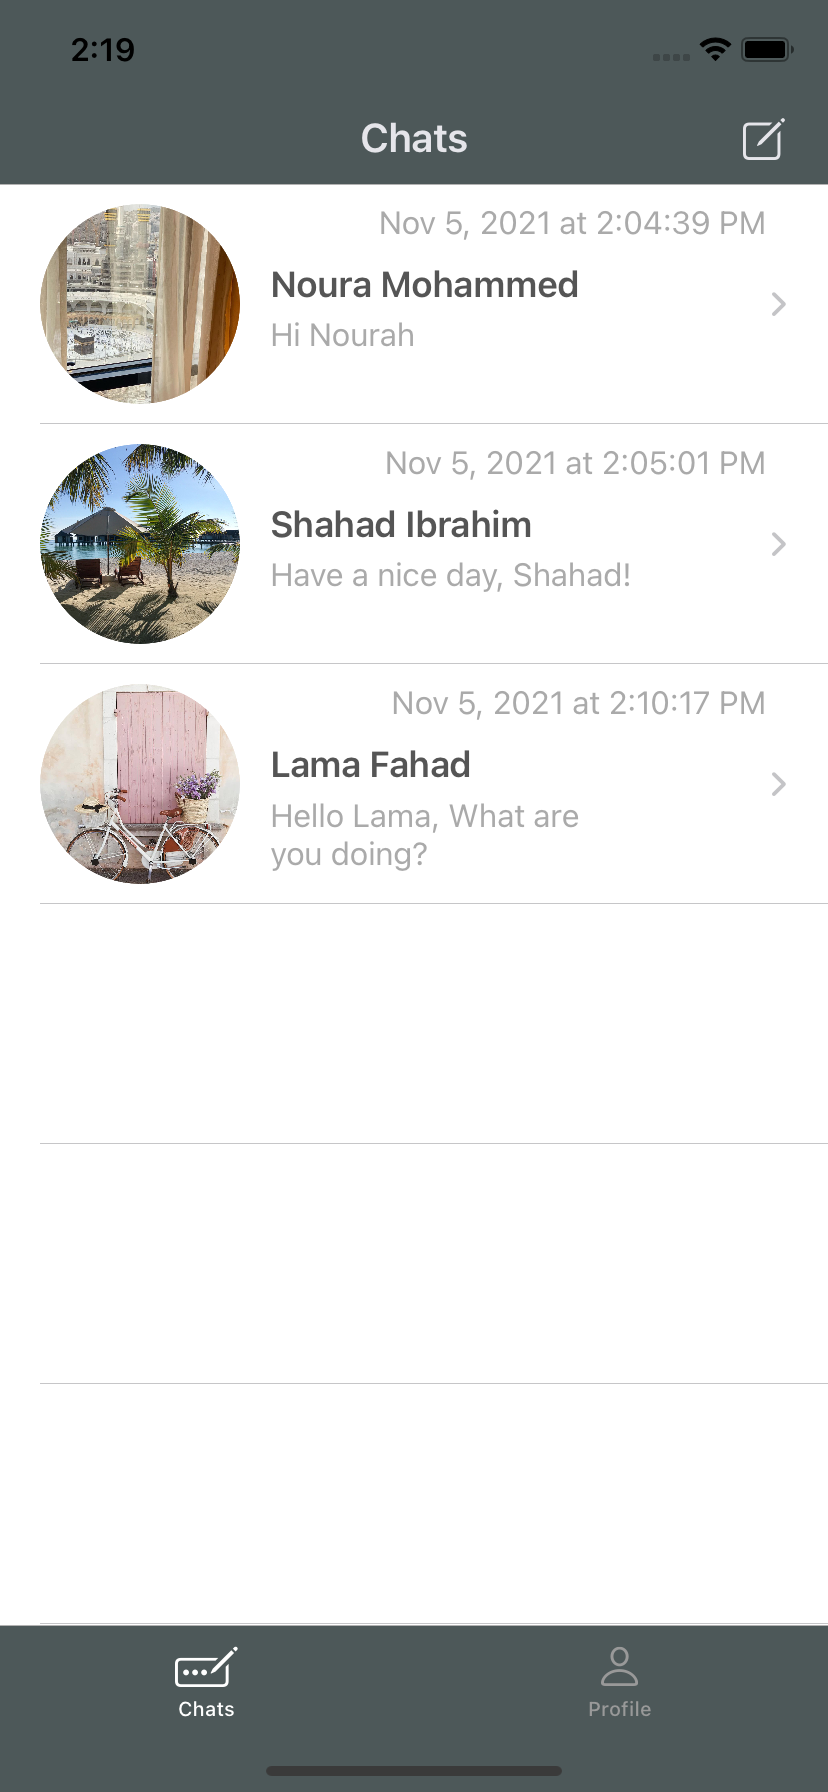 2:19
Chats
Nov 5, 2021 at 2:04:39 PM
Noura Mohammed
Hi Nourah
Nov 5, 2021 at 2:05:01 PM
Shahad Ibrahim
Have a nice day, Shahad!
Nov 5, 2021 at 2:10:17 PM
Lama Fahad
Hello Lama, What are
you doing?
Chats
Profile